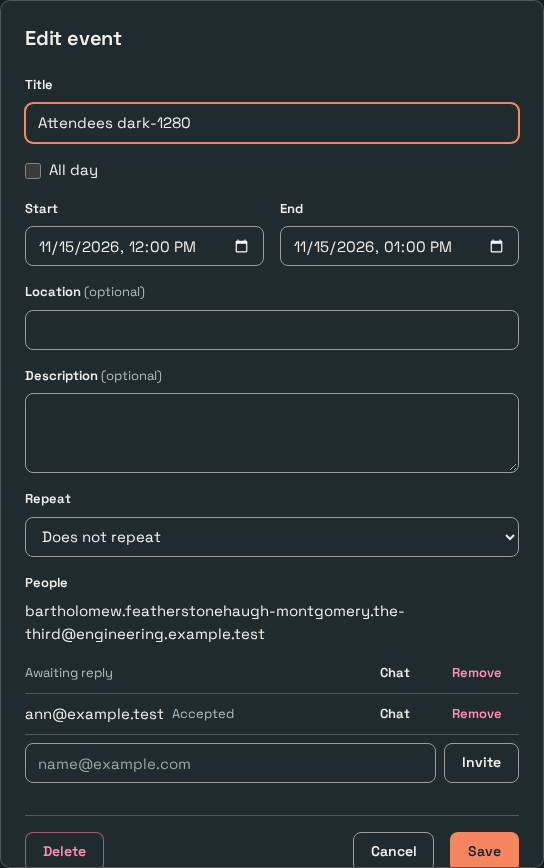 Edit event
Title
Attendees dark-1280
All day
Start End
11/15/2026, 12:00 PM 11/15/2026, 01:00 PM
Location (optional)
Description (optional)
Repeat
Does not repeat
People
bartholomew.featherstonehaugh-montgomery.the-
third@engineering.example.test
Awaiting reply Chat Remove
ann@example.test Accepted Chat Remove
name@example.com Invite
Delete Cancel Save